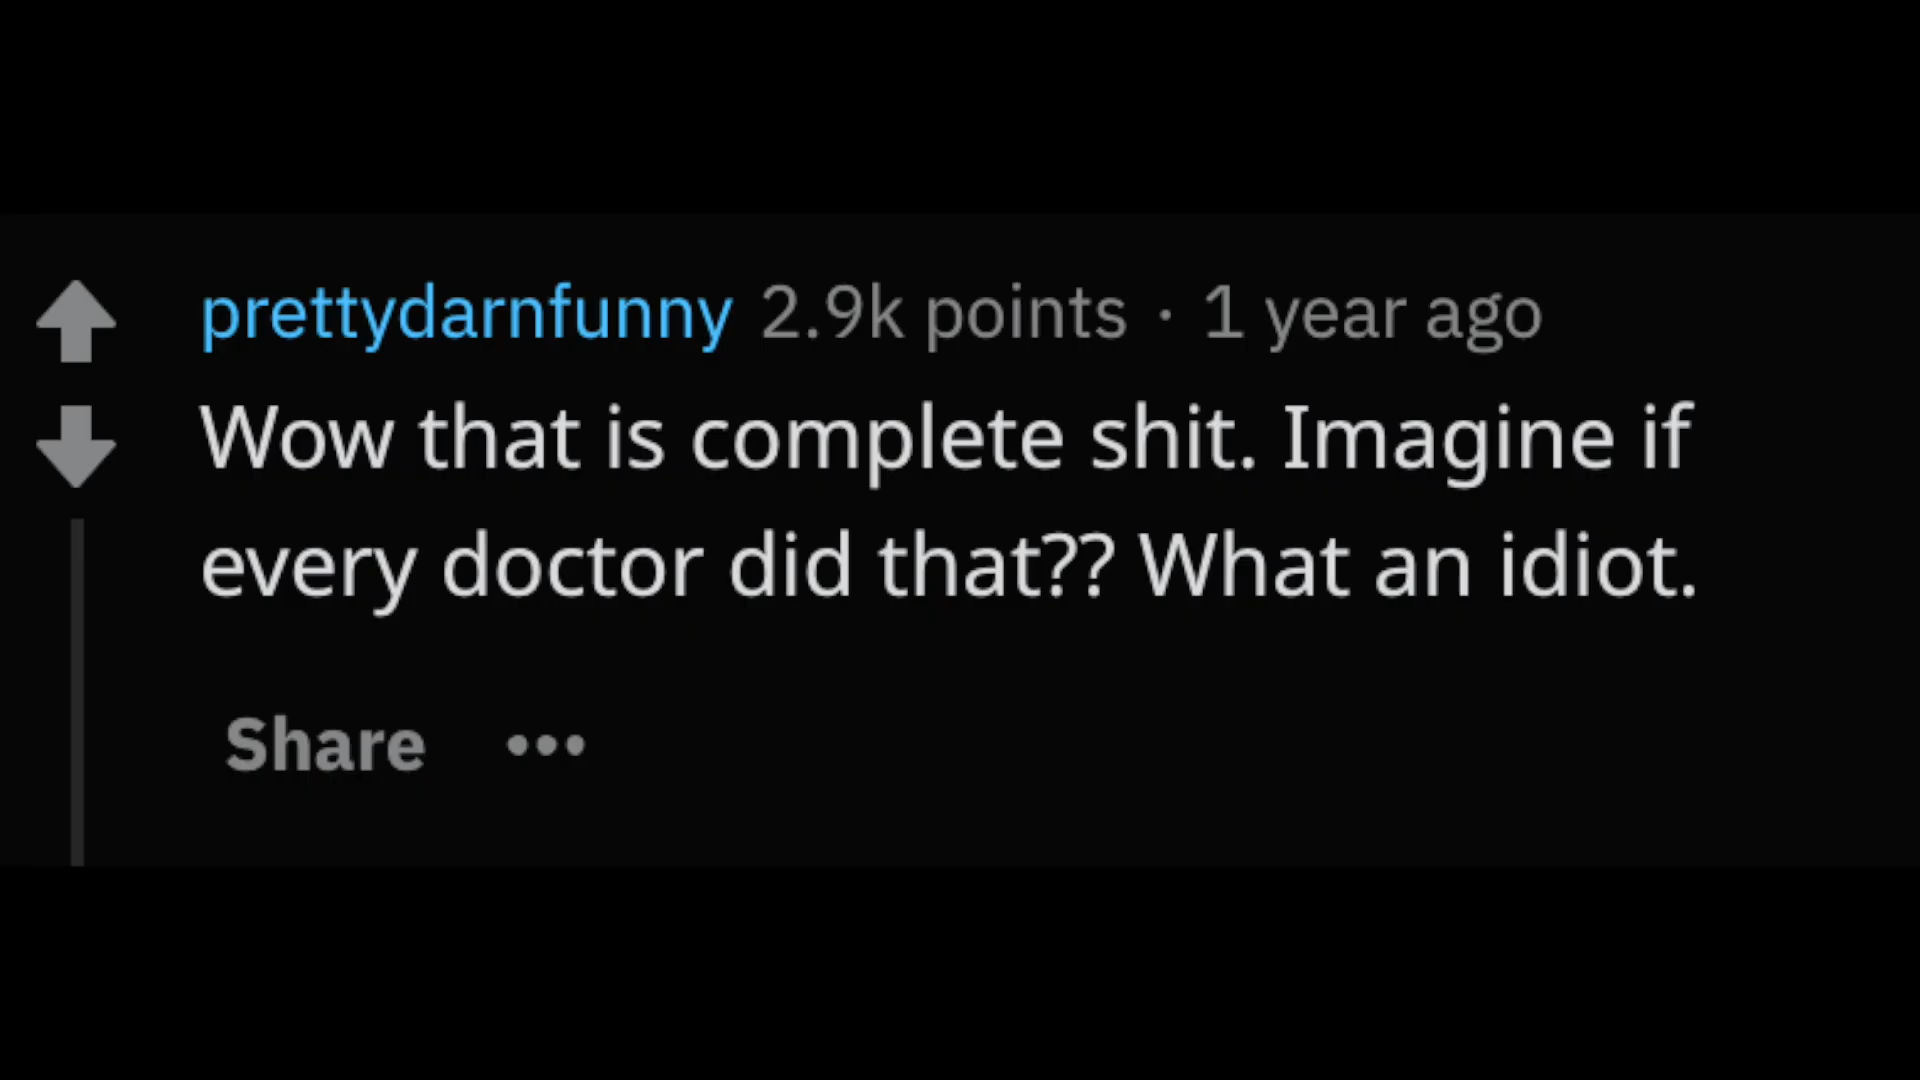 prettydarnfunny 2.9k points · 1 year ago
Wow that is complete shit. Imagine if
every doctor did that?? What an idiot.
Share •••